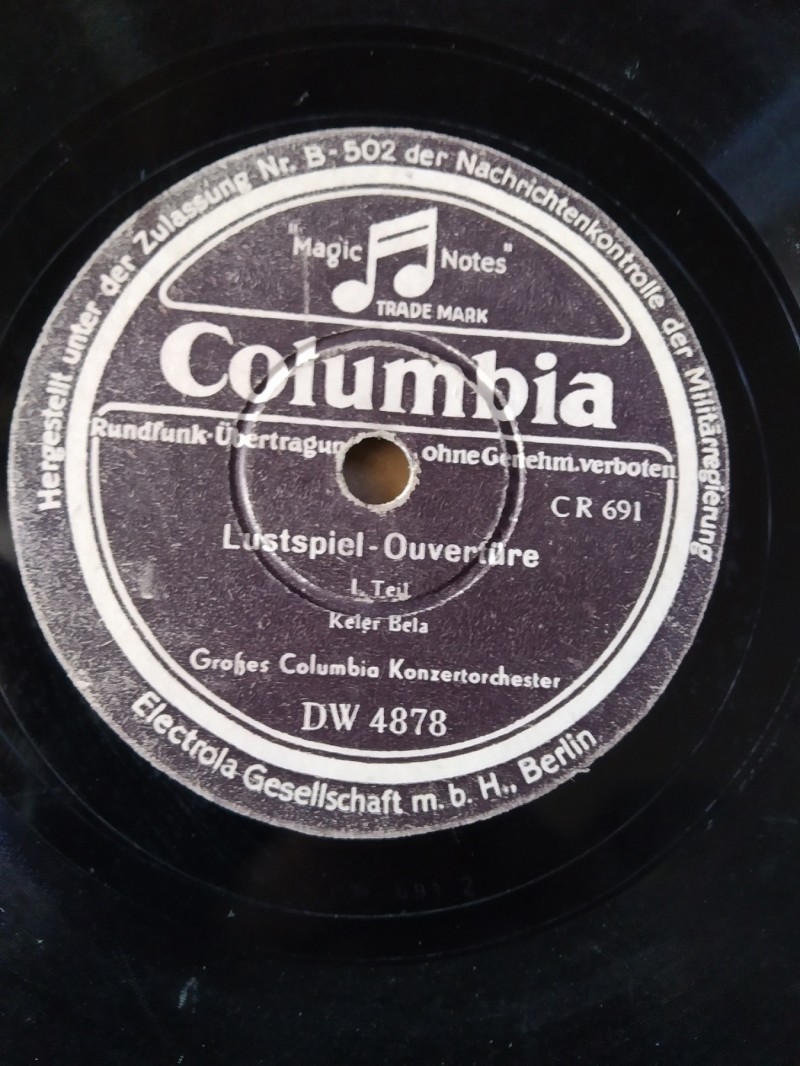 Hergestellt unter der Zulassung Nr. B-502 der Nachrichtenkontrolle der Militärregierung
"Magic Notes"
TRADE MARK
Columbia
Rundfunk-Übertragung ohne Genehm. verboten
CR 691
Lustspiel-Ouvertüre
I. Teil
Keler Bela
Großes Columbia Konzertorchester
DW 4878
Electrola Gesellschaft m.b.H., Berlin